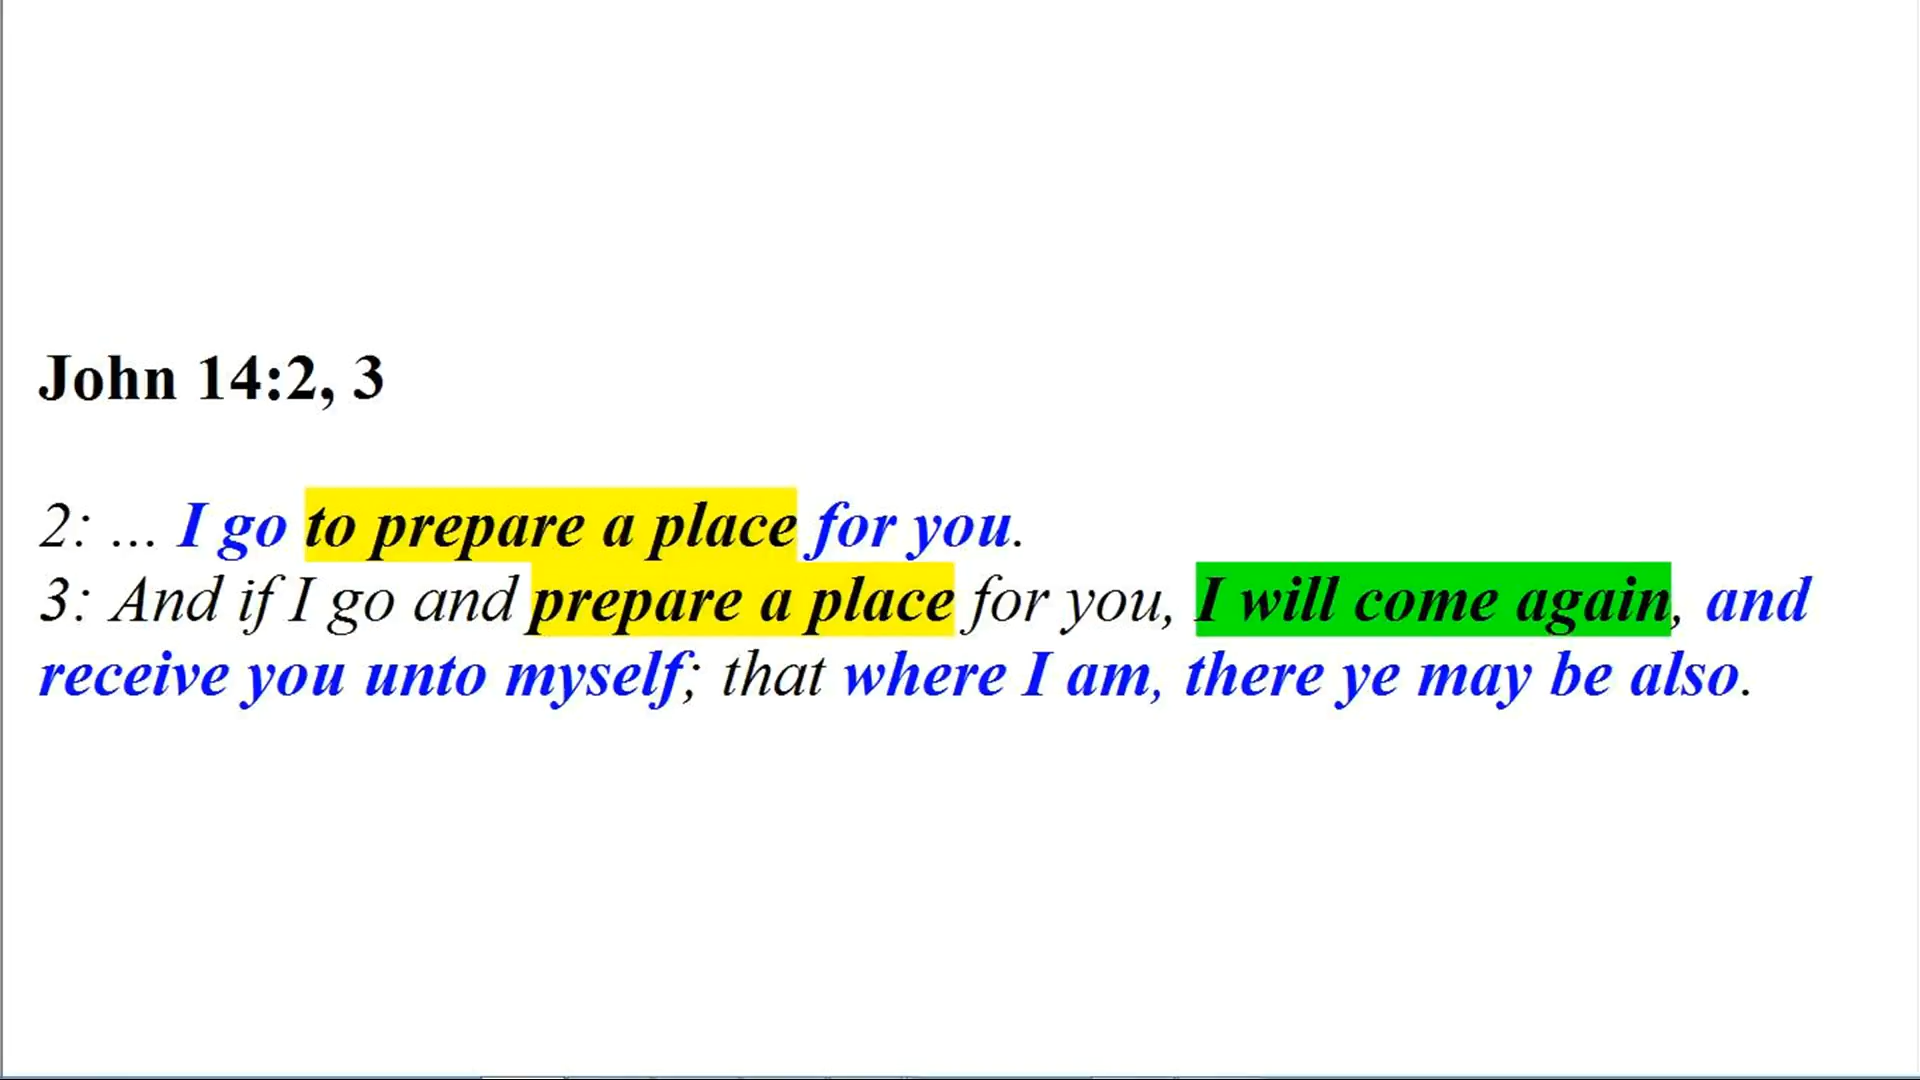 John 14:2, 3
2: ... I go to prepare a place for you.
3: And if I go and prepare a place for you, I will come again, and
receive you unto myself; that where I am, there ye may be also.